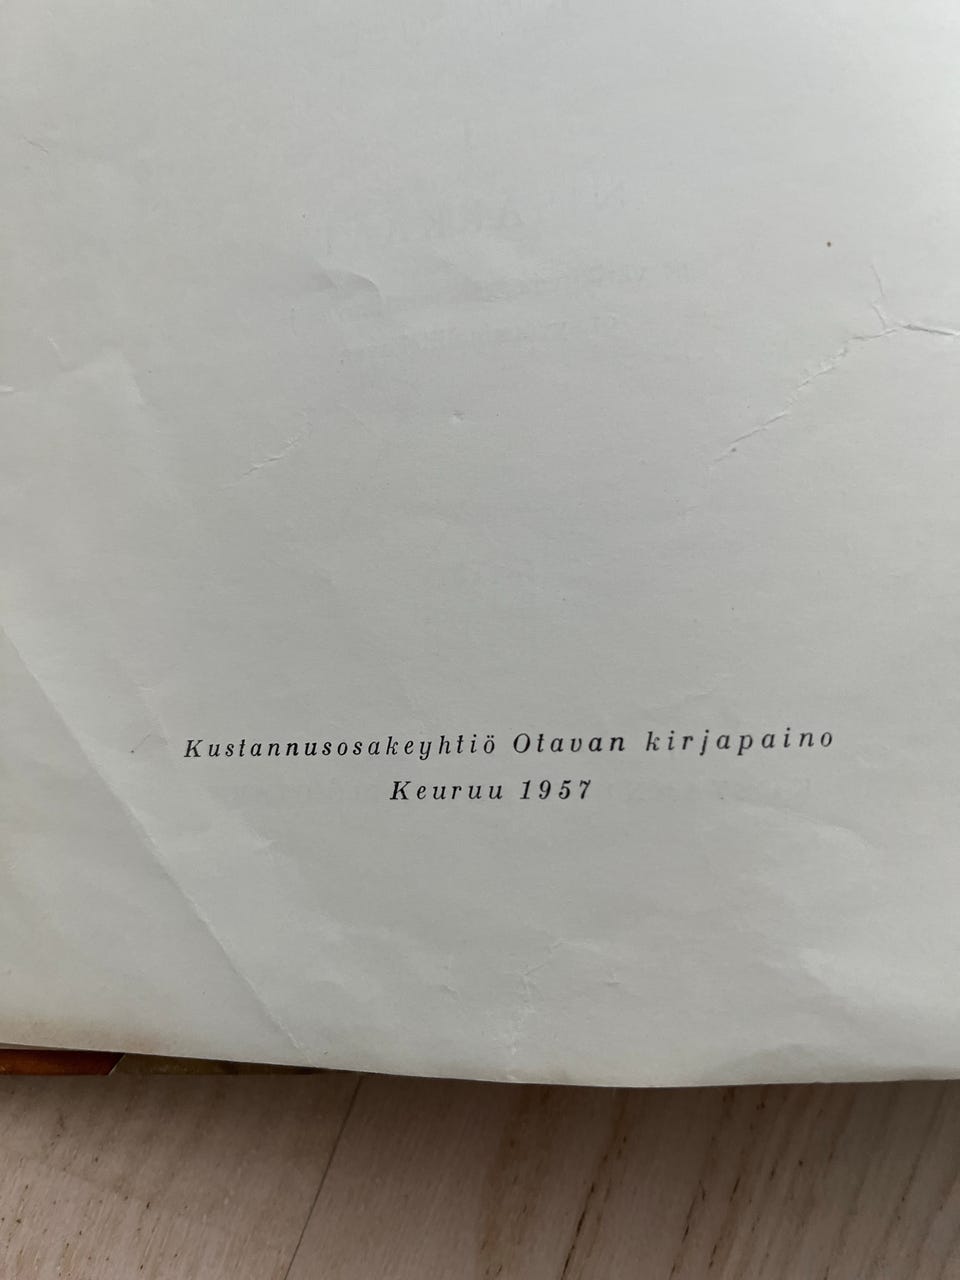 Kustannusosakeyhtiö Otavan kirjapaino
Keuruu 1957